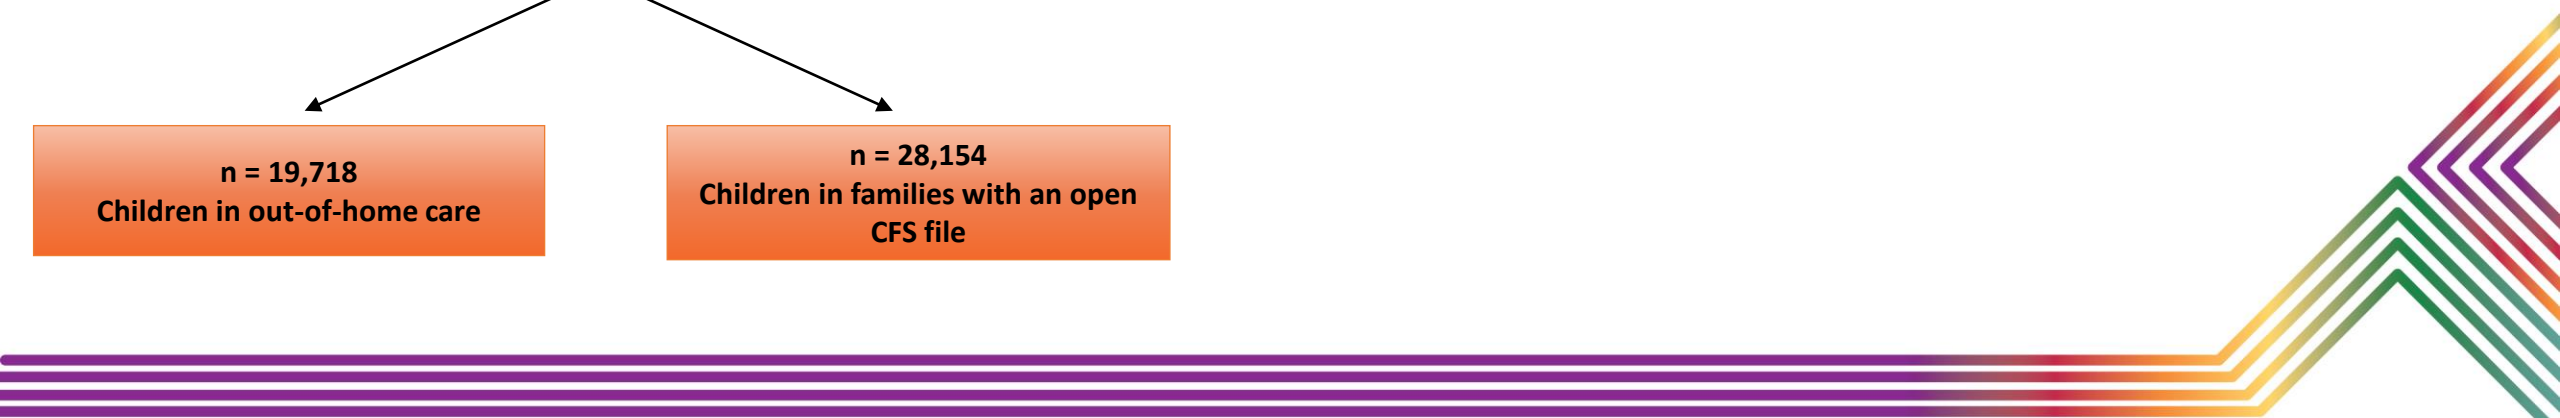 n = 19,718
Children in out-of-home care
n = 28,154
Children in families with an open
CFS file